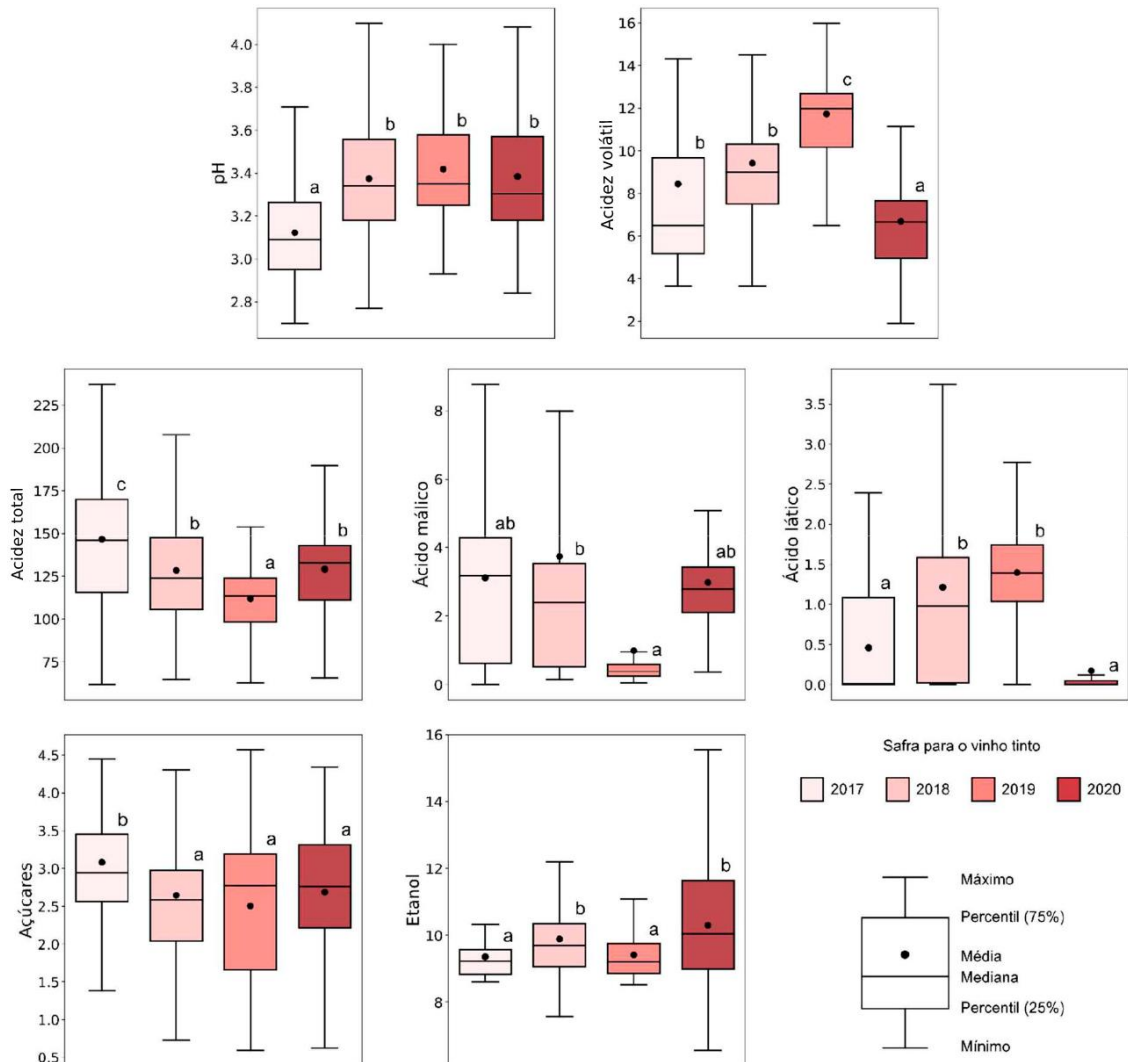 pH
4.0
3.8
3.6
3.4
3.2
3.0
2.8
a
b
b
b
Acidez volátil
16
14
12
10
8
6
4
2
b
b
c
a
Acidez total
225
200
175
150
125
100
75
c
b
a
b
Ácido málico
8
6
4
2
0
ab
b
a
ab
Ácido lático
3.5
3.0
2.5
2.0
1.5
1.0
0.5
0.0
a
b
b
a
Açúcares
4.5
4.0
3.5
3.0
2.5
2.0
1.5
1.0
0.5
b
a
a
a
Etanol
16
14
12
10
8
a
b
a
b
Safra para o vinho tinto
2017 2018 2019 2020
Máximo
Percentil (75%)
Média
Mediana
Percentil (25%)
Mínimo